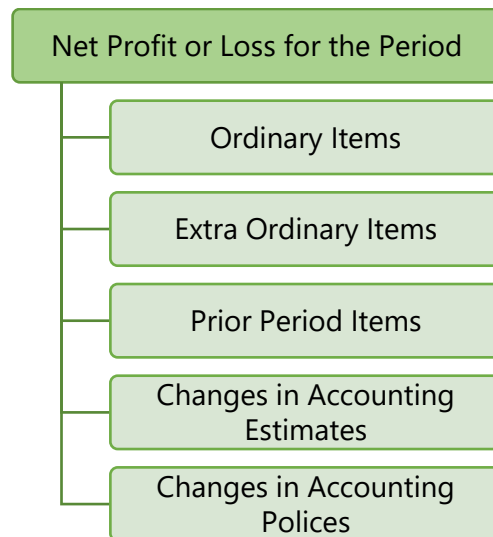 Net Profit or Loss for the Period
Ordinary Items
Extra Ordinary Items
Prior Period Items
Changes in Accounting
Estimates
Changes in Accounting
Polices